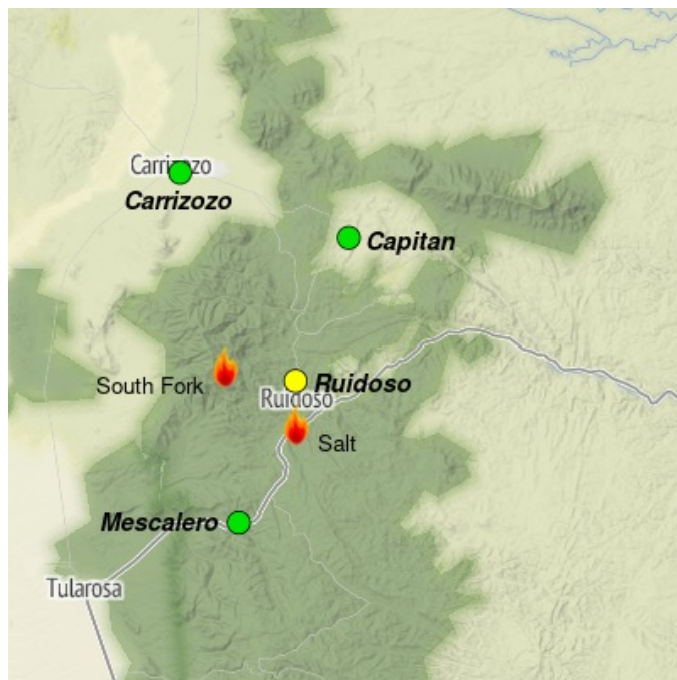 Carrizozo
Carrizozo
Capitan
South Fork
Ruidoso
Ruidoso
Salt
Mescalero
Tularosa